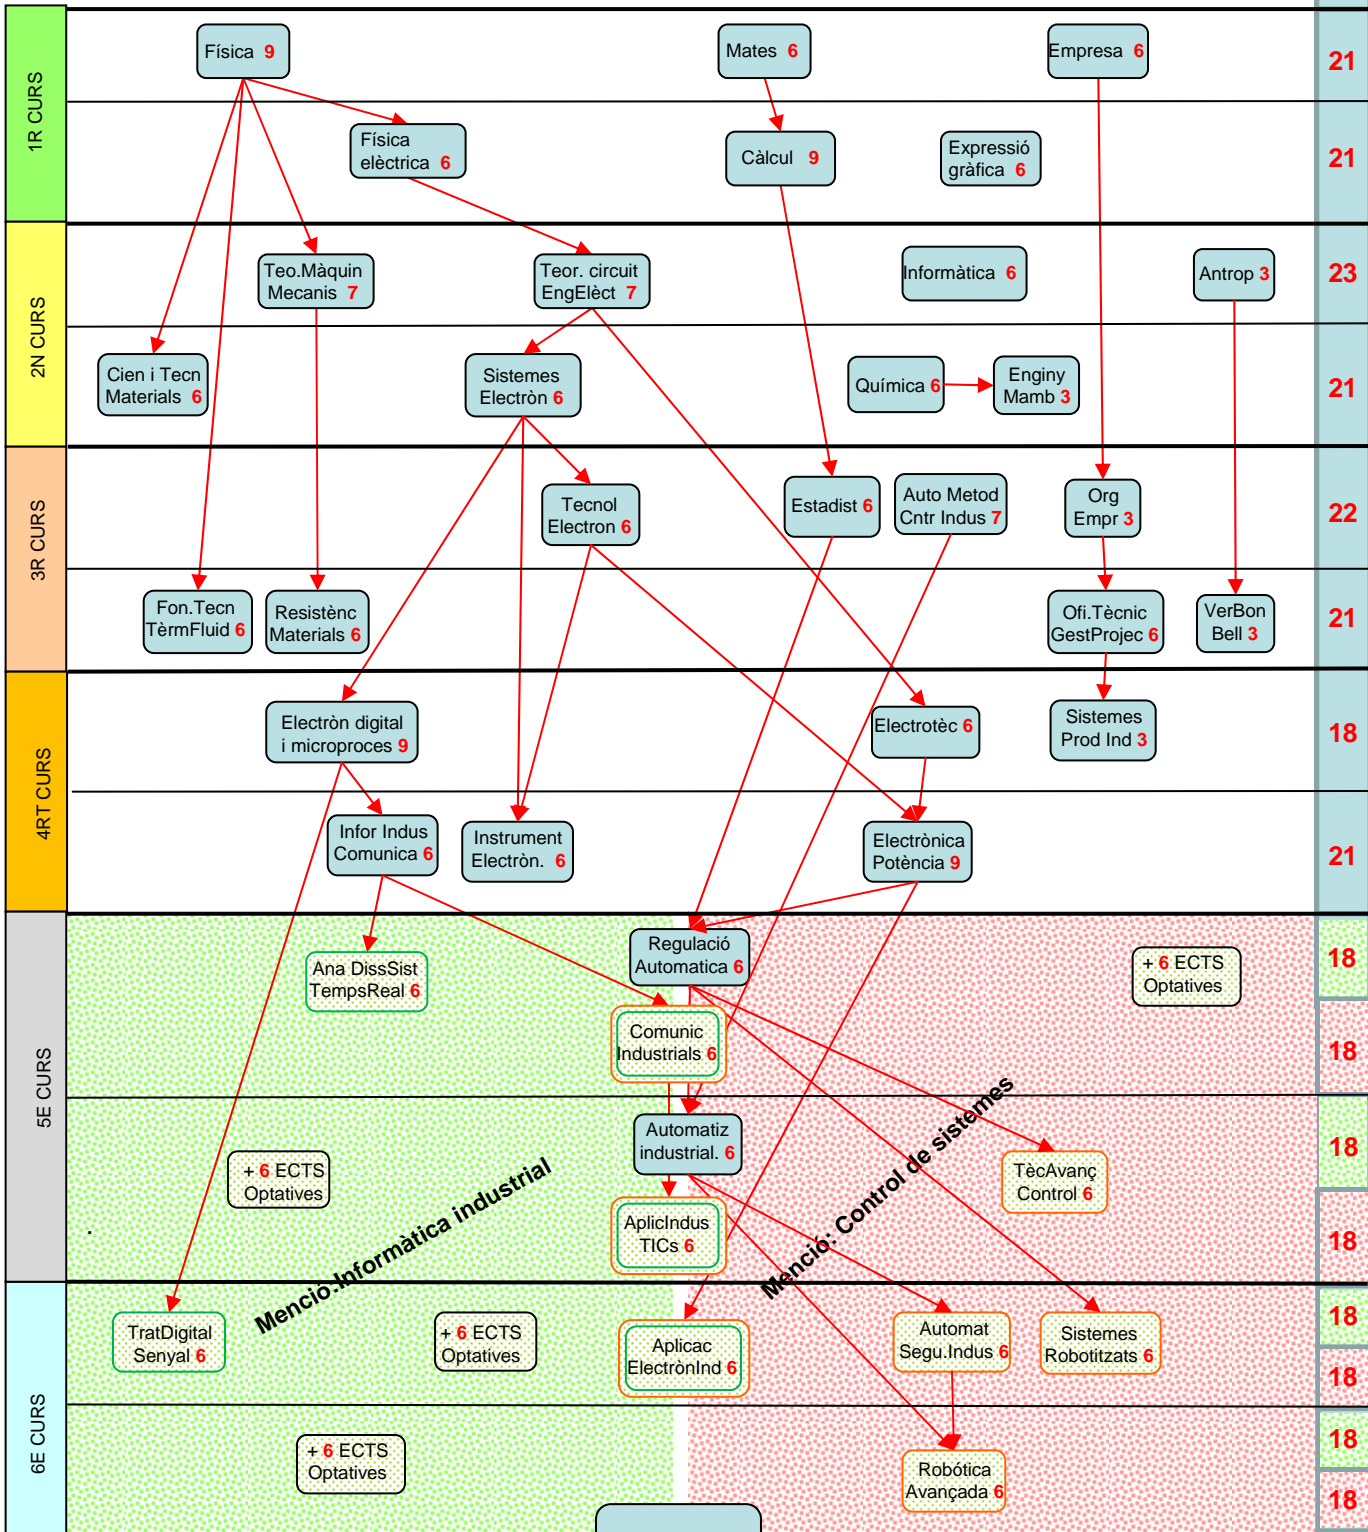 1R CURS
Física 9
Mates 6
Empresa 6
21
Física
elèctrica 6
Càlcul 9
Expressió
gràfica 6
21
2N CURS
Teo.Màquin
Mecanis 7
Teor. circuit
EngElèct 7
Informàtica 6
Antrop 3
23
Cien i Tecn
Materials 6
Sistemes
Electròn 6
Química 6
Enginy
Mamb 3
21
3R CURS
Tecnol
Electron 6
Estadist 6
Auto Metod
Cntr Indus 7
Org
Empr 3
22
Fon.Tecn
TèrmFluid 6
Resistènc
Materials 6
Ofi.Tècnic
GestProjec 6
VerBon
Bell 3
21
4RT CURS
Electròn digital
i microproces 9
Electrotèc 6
Sistemes
Prod Ind 3
18
Infor Indus
Comunica 6
Instrument
Electròn. 6
Electrònica
Potència 9
21
5E CURS
Ana DissSist
TempsReal 6
Regulació
Automatica 6
+ 6 ECTS
Optatives
18
Comunic
Industrials 6
18
Automatiz
industrial. 6
+ 6 ECTS
Optatives
TècAvanç
Control 6
18
.
AplicIndus
TICs 6
18
Menció:Informàtica industrial
Menció: Control de sistemes
6E CURS
TratDigital
Senyal 6
+ 6 ECTS
Optatives
Aplicac
ElectrònInd 6
Automat
Segu.Indus 6
Sistemes
Robotitzats 6
18
18
+ 6 ECTS
Optatives
Robótica
Avançada 6
18
18